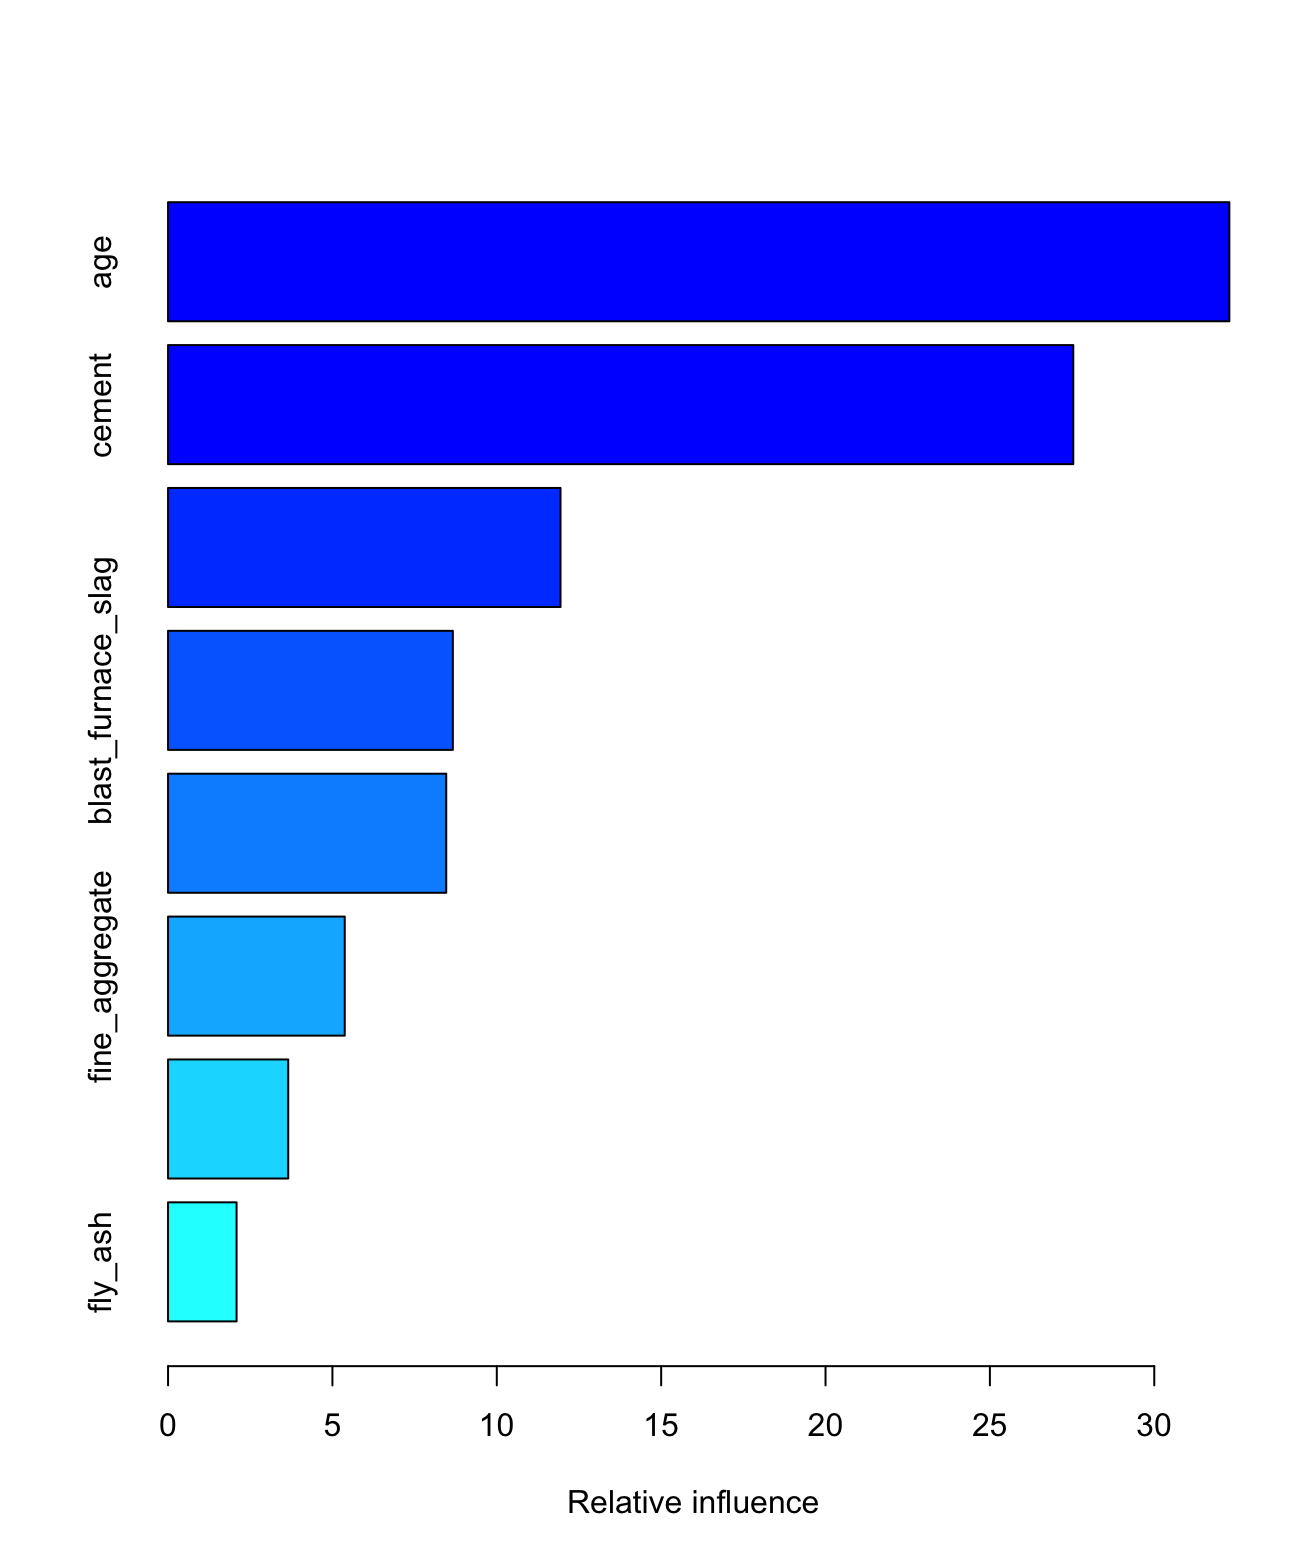 age
cement
blast_furnace_slag
fine_aggregate
fly_ash
0 5 10 15 20 25 30
Relative influence